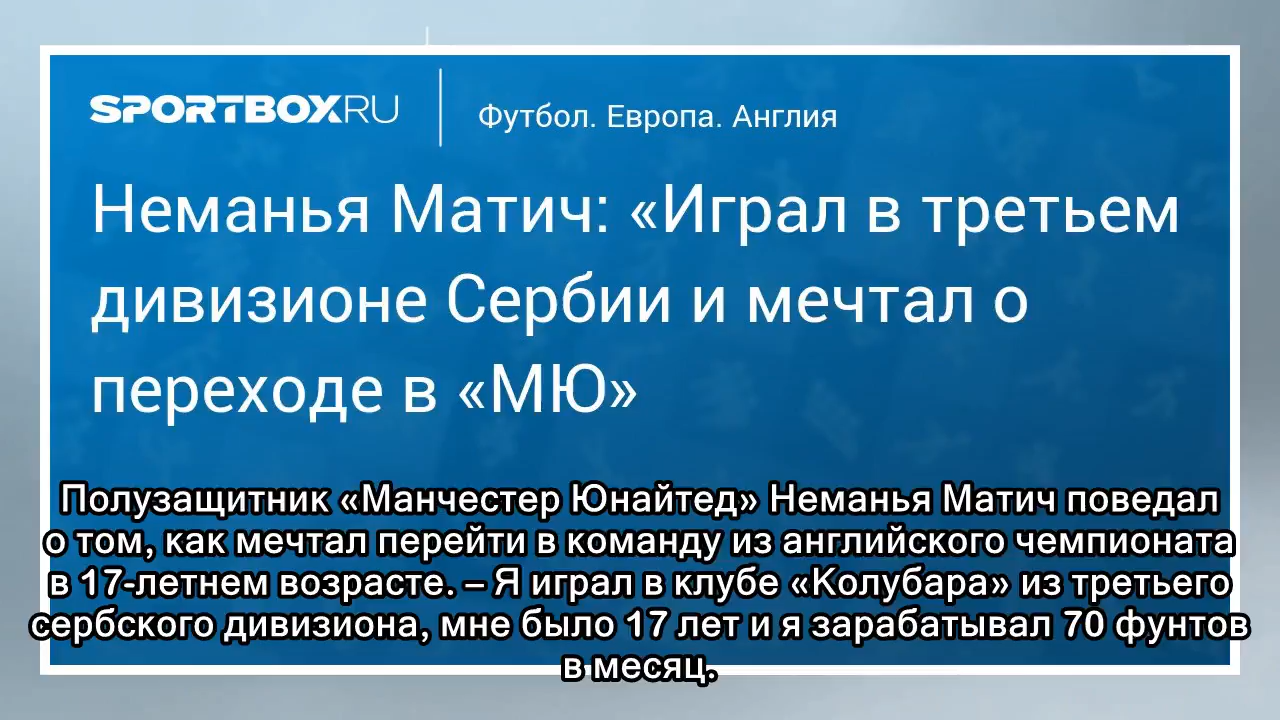 SPORTBOXRU
Футбол. Европа. Англия
Неманья Матич: «Играл в третьем
дивизионе Сербии и мечтал о
переходе в «МЮ»
Полузащитник «Манчестер Юнайтед» Неманья Матич поведал
о том, как мечтал перейти в команду из английского чемпионата
в 17-летнем возрасте. – Я играл в клубе «Колубара» из третьего
сербского дивизиона, мне было 17 лет и я зарабатывал 70 фунтов
в месяц.